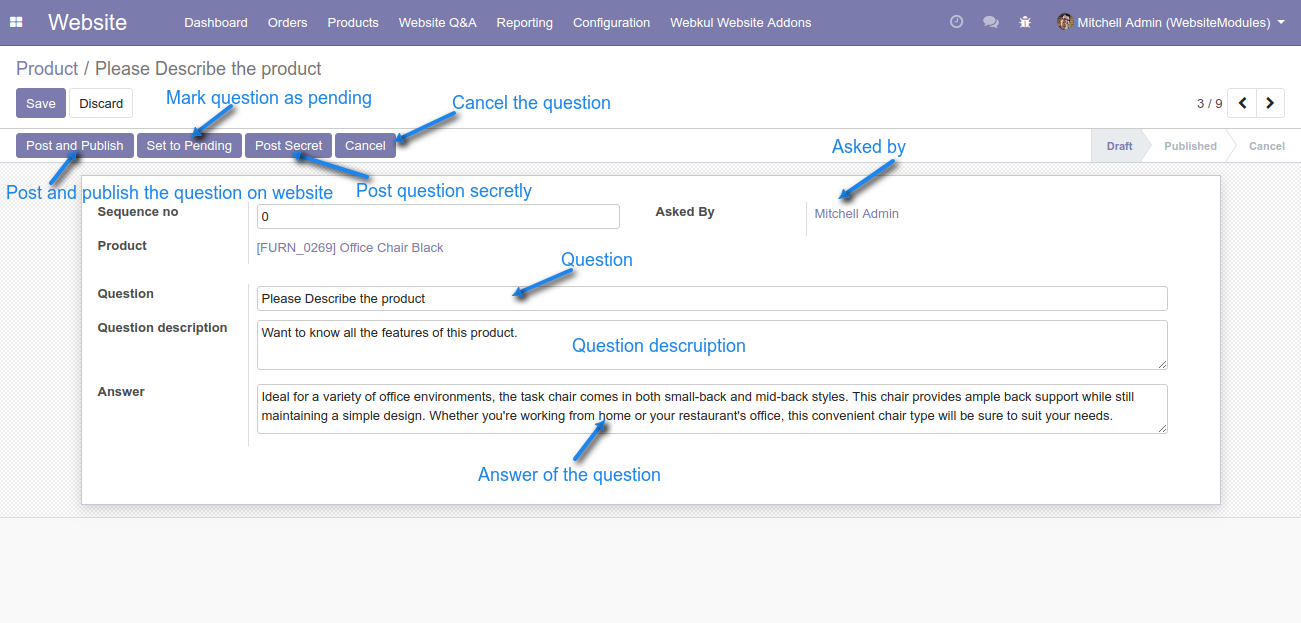 Website Dashboard Orders Products Website Q&A Reporting Configuration Webkul Website Addons Mitchell Admin (WebsiteModules)
Product / Please Describe the product
Mark question as pending
Cancel the question
Save Discard 3 / 9
Post and Publish Set to Pending Post Secret Cancel
Asked by
Draft Published Cancel
Post and publish the question on website
Post question secretly
Sequence no 0 Asked By Mitchell Admin
Product [FURN_0269] Office Chair Black
Question
Question Please Describe the product
Question description Want to know all the features of this product.
Question descruiption
Answer Ideal for a variety of office environments, the task chair comes in both small-back and mid-back styles. This chair provides ample back support while still
maintaining a simple design. Whether you're working from home or your restaurant's office, this convenient chair type will be sure to suit your needs.
Answer of the question